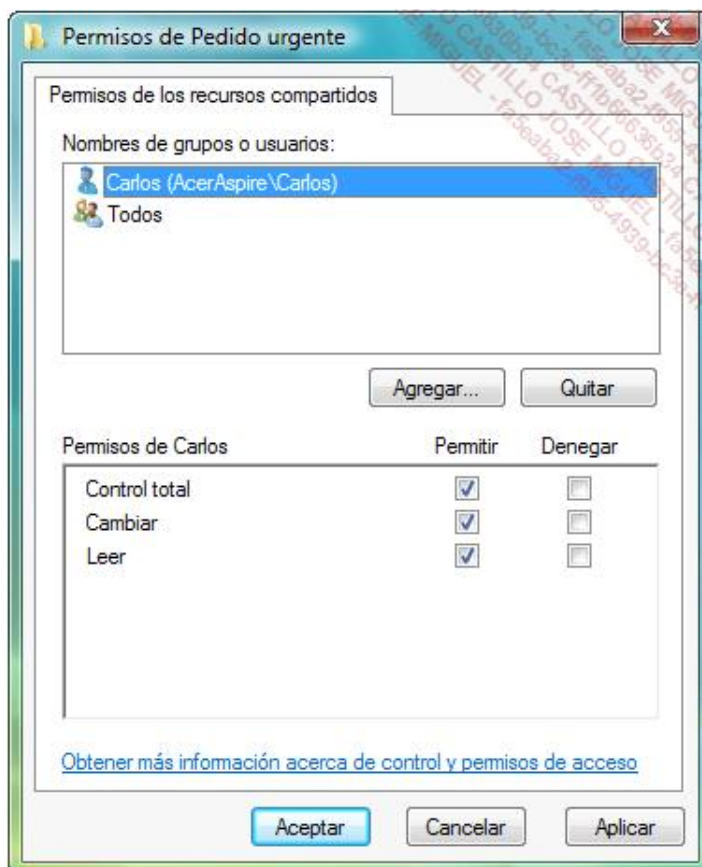 Permisos de Pedido urgente
Permisos de los recursos compartidos
Nombres de grupos o usuarios:
Carlos (AcerAspire\Carlos)
Todos
Agregar...
Quitar
Permisos de Carlos Permitir Denegar
Control total
Cambiar
Leer
Obtener más información acerca de control y permisos de acceso
Aceptar
Cancelar
Aplicar